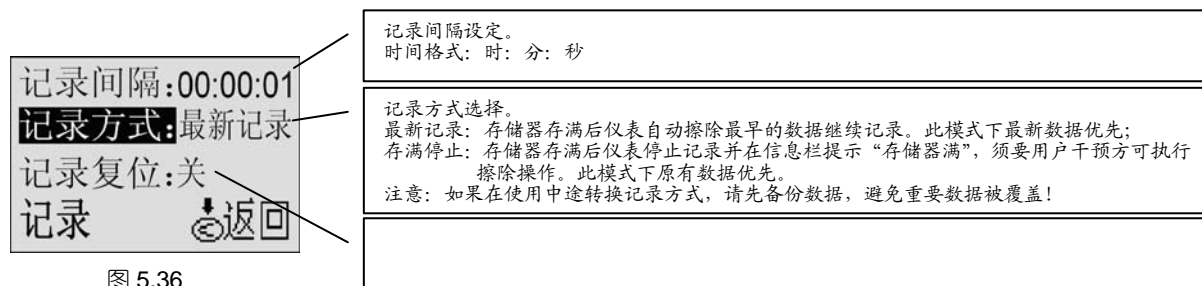 记录间隔:00:00:01
记录方式:最新记录
记录复位:关
记录 返回
图 5.36
记录间隔设定。
时间格式：时：分：秒
记录方式选择。
最新记录：存储器存满后仪表自动擦除最早的数据继续记录。此模式下最新数据优先；
存满停止：存储器存满后仪表停止记录并在信息栏提示“存储器满”，须要用户干预方可执行
擦除操作。此模式下原有数据优先。
注意：如果在使用中途转换记录方式，请先备份数据，避免重要数据被覆盖！